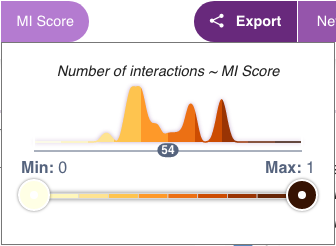 MI Score
Export
Ne
Number of interactions ~ MI Score
54
Min: 0
Max: 1